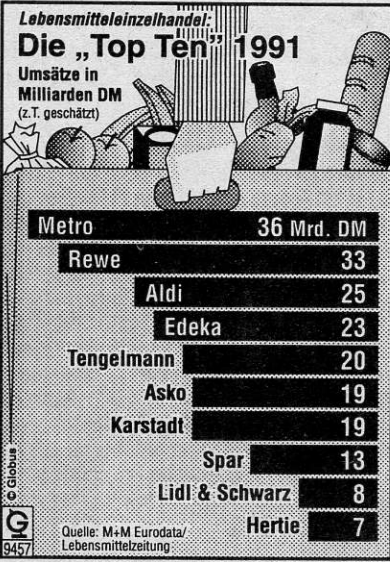 Lebensmitteleinzelhandel:
Die „Top Ten” 1991
Umsätze in
Milliarden DM
(z.T. geschätzt)
Metro 36 Mrd. DM
Rewe 33
Aldi 25
Edeka 23
Tengelmann 20
Asko 19
Karstadt 19
Spar 13
Lidl & Schwarz 8
Hertie 7
© Globus
G
9457
Quelle: M+M Eurodata/
Lebensmittelzeitung